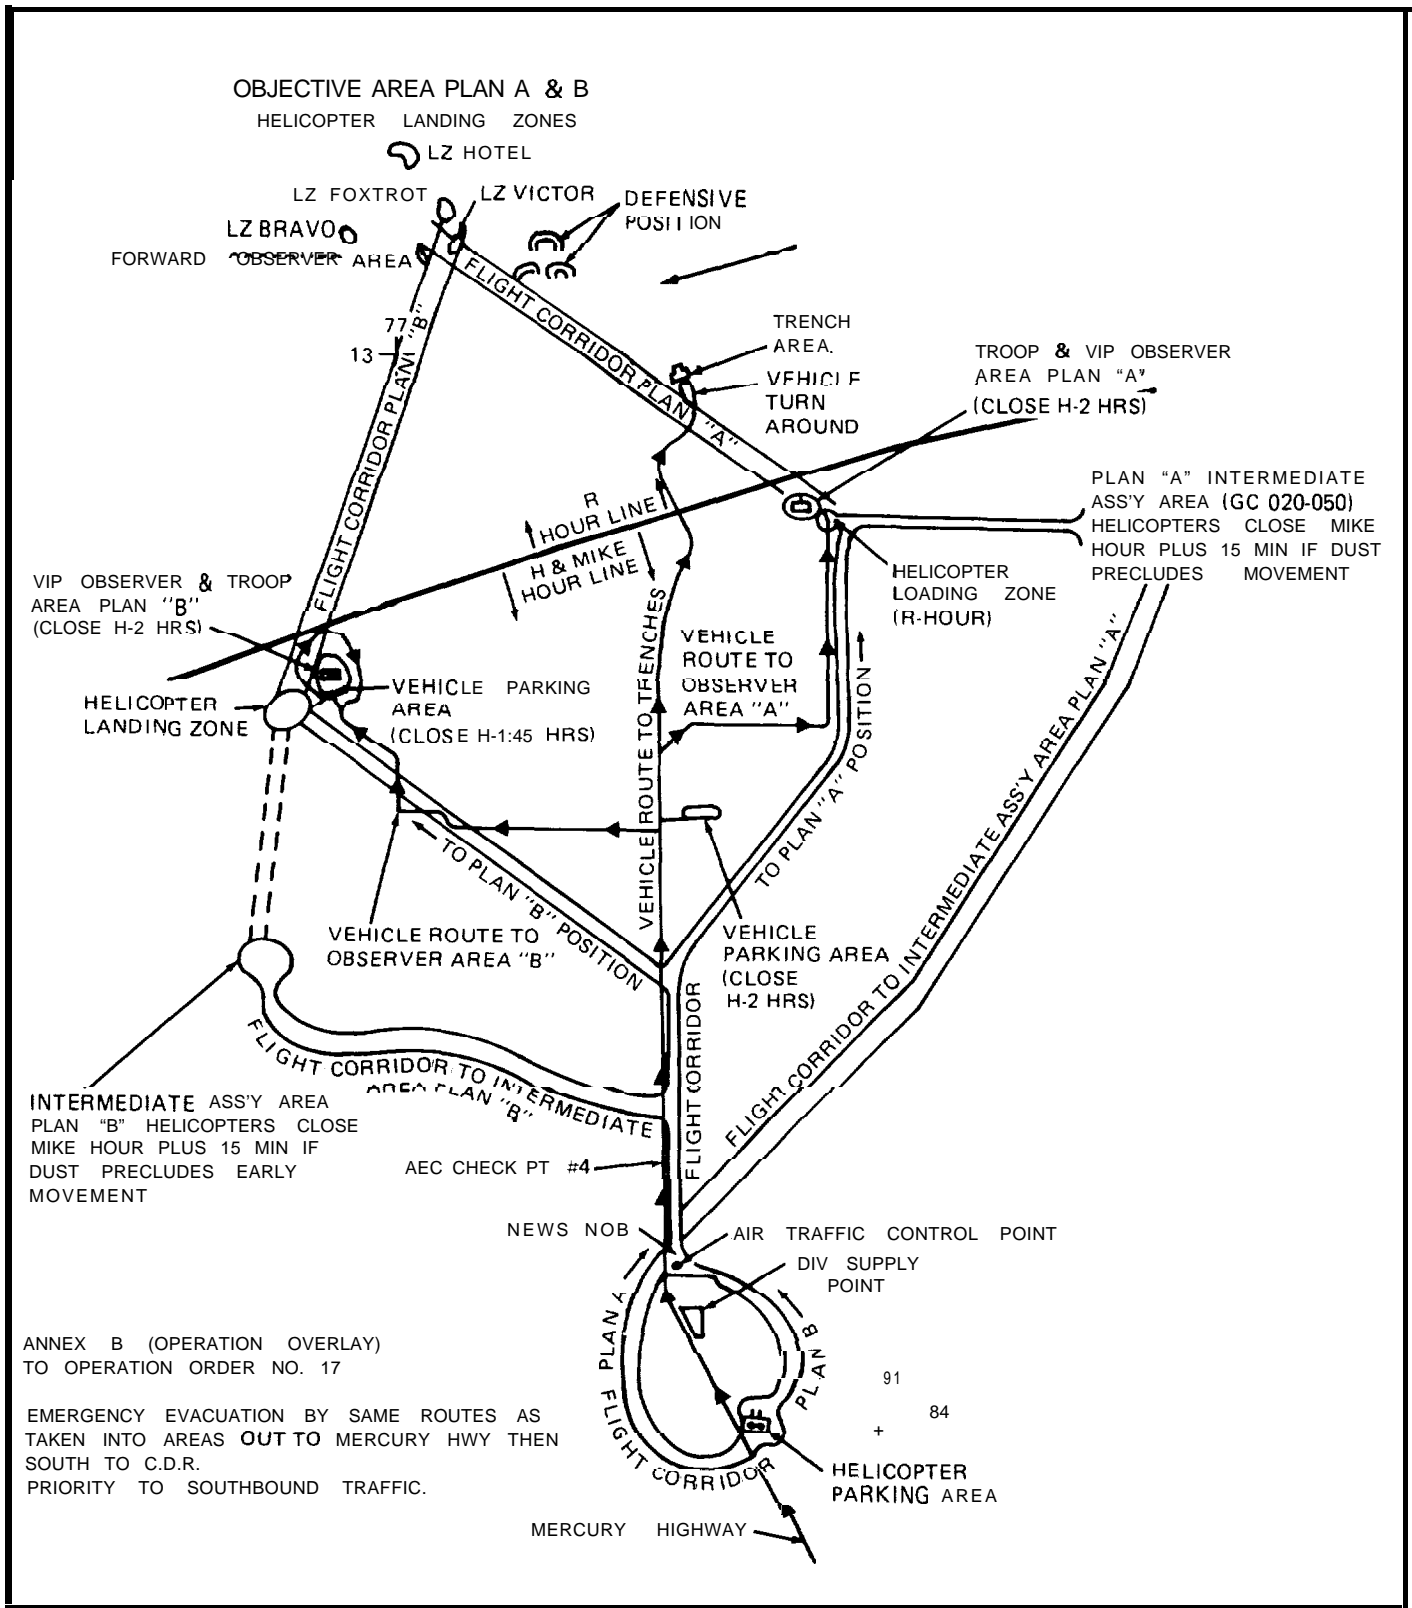 OBJECTIVE AREA PLAN A & B
HELICOPTER LANDING ZONES
LZ HOTEL
LZ FOXTROT
LZ VICTOR
DEFENSIVE
POSITION
LZ BRAVO
FORWARD OBSERVER AREA
FLIGHT CORRIDOR PLAN "A"
FLIGHT CORRIDOR PLAN "B"
77
13
TRENCH
AREA.
VEHICLE
TURN
AROUND
TROOP & VIP OBSERVER
AREA PLAN "A"
(CLOSE H-2 HRS)
PLAN "A" INTERMEDIATE
ASS'Y AREA (GC 020-050)
HELICOPTERS CLOSE MIKE
HOUR PLUS 15 MIN IF DUST
PRECLUDES MOVEMENT
R
HOUR LINE
H & MIKE
HOUR LINE
VIP OBSERVER & TROOP
AREA PLAN "B"
(CLOSE H-2 HRS)
HELICOPTER
LOADING ZONE
(R-HOUR)
VEHICLE
ROUTE TO
OBSERVER
AREA "A"
HELICOPTER
LANDING ZONE
VEHICLE PARKING
AREA
(CLOSE H-1:45 HRS)
VEHICLE ROUTE TO TRENCHES
TO PLAN "A" POSITION
FLIGHT CORRIDOR TO INTERMEDIATE ASS'Y AREA PLAN "A"
TO PLAN "B" POSITION
VEHICLE ROUTE TO
OBSERVER AREA "B"
VEHICLE
PARKING AREA
(CLOSE
H-2 HRS)
FLIGHT CORRIDOR
FLIGHT CORRIDOR TO INTERMEDIATE
AREA PLAN "B"
INTERMEDIATE ASS'Y AREA
PLAN "B" HELICOPTERS CLOSE
MIKE HOUR PLUS 15 MIN IF
DUST PRECLUDES EARLY
MOVEMENT
AEC CHECK PT #4
NEWS NOB
AIR TRAFFIC CONTROL POINT
DIV SUPPLY
POINT
PLAN A
FLIGHT CORRIDOR
PLAN B
ANNEX B (OPERATION OVERLAY)
TO OPERATION ORDER NO. 17
91
84
+
EMERGENCY EVACUATION BY SAME ROUTES AS
TAKEN INTO AREAS OUT TO MERCURY HWY THEN
SOUTH TO C.D.R.
PRIORITY TO SOUTHBOUND TRAFFIC.
HELICOPTER
PARKING AREA
MERCURY HIGHWAY